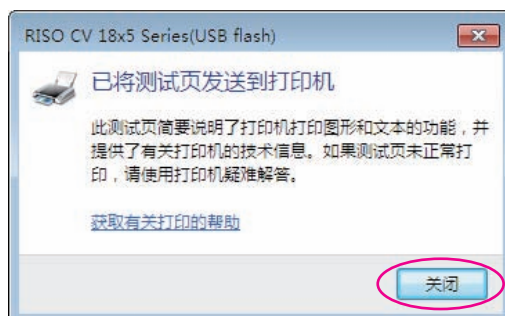 RISO CV 18x5 Series(USB flash)
已将测试页发送到打印机
此测试页简要说明了打印机打印图形和文本的功能，并
提供了有关打印机的技术信息。如果测试页未正常打
印，请使用打印机疑难解答。
获取有关打印的帮助
关闭